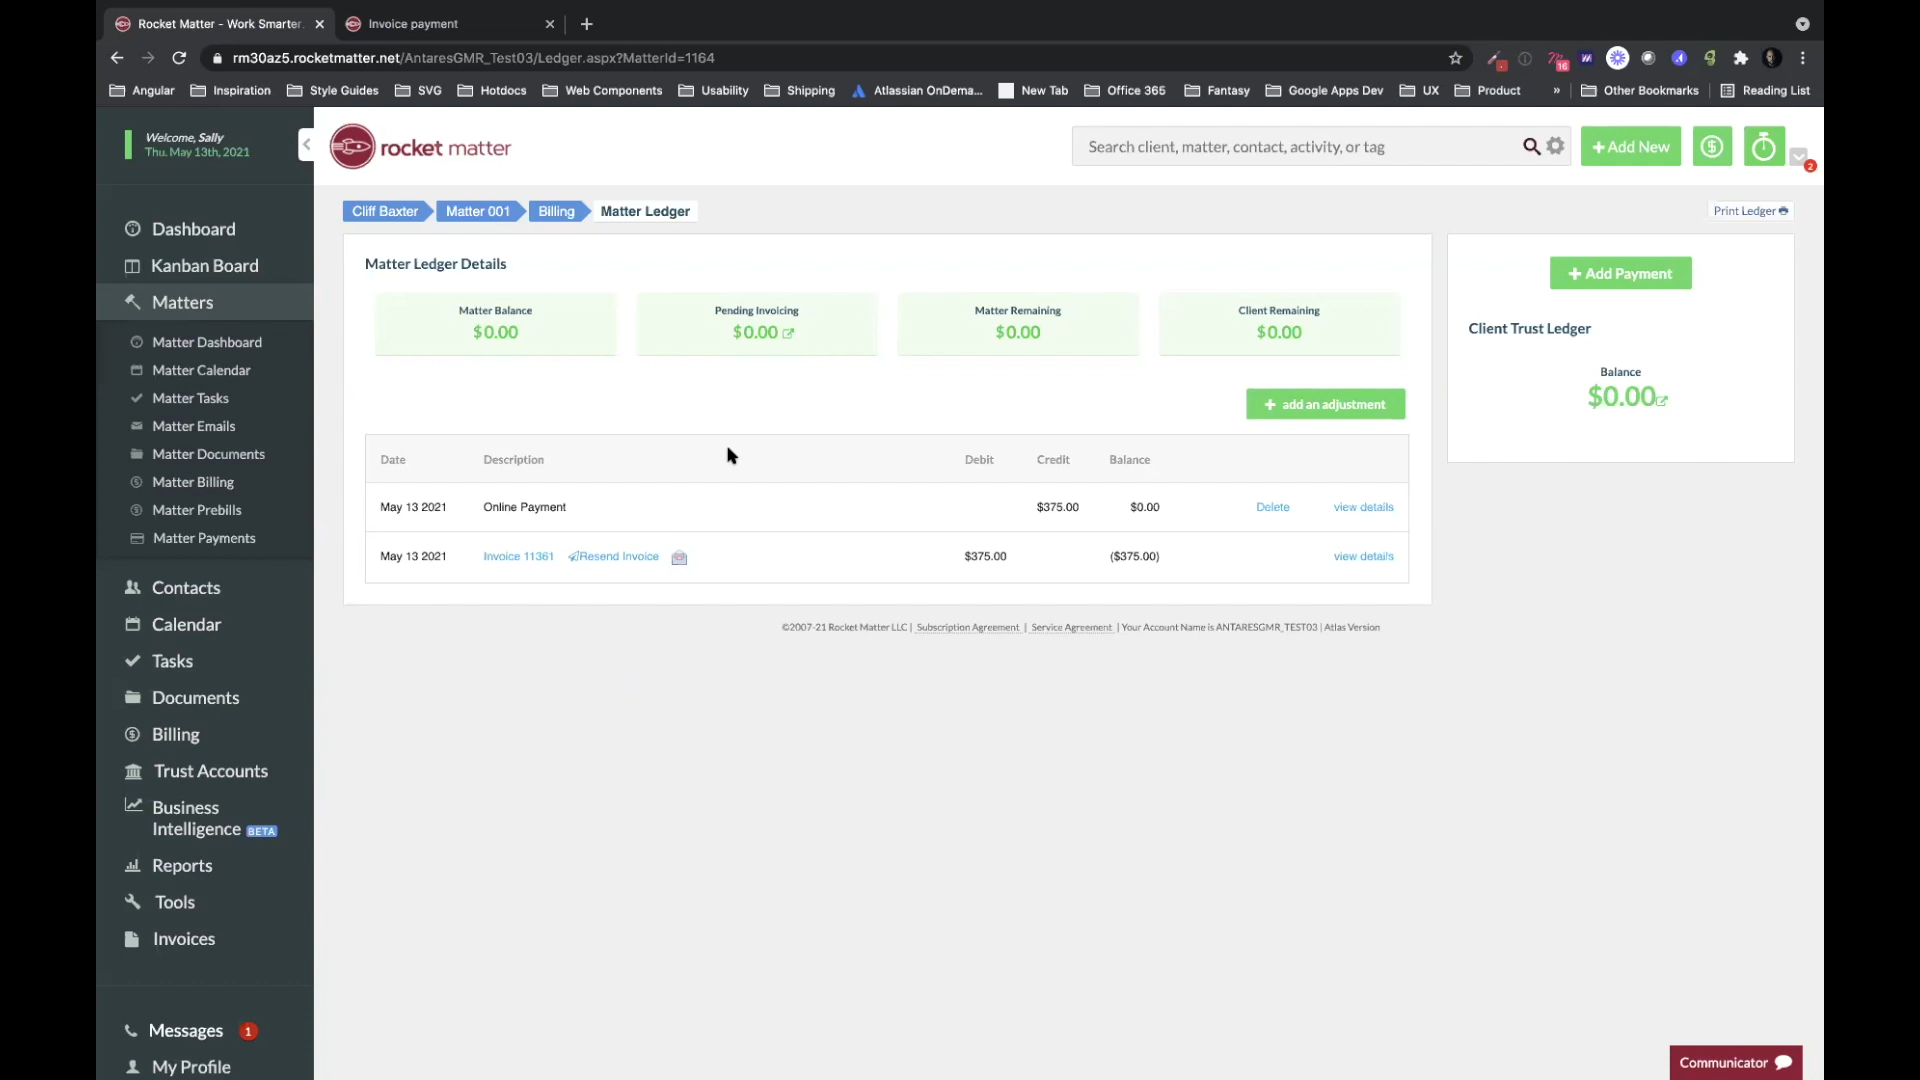 Rocket Matter - Work Smarter
Invoice payment
rm30az5.rocketmatter.net/AntaresGMR_Test03/Ledger.aspx?MatterId=1164
16
Angular
Inspiration
Style Guides
SVG
Hotdocs
Web Components
Usability
Shipping
Atlassian OnDema...
New Tab
Office 365
Fantasy
Google Apps Dev
UX
Product
»
Other Bookmarks
Reading List
Welcome, Sally
Thu. May 13th, 2021
rocket matter
Search client, matter, contact, activity, or tag
+ Add New
2
Dashboard
Kanban Board
Matters
Matter Dashboard
Matter Calendar
Matter Tasks
Matter Emails
Matter Documents
Matter Billing
Matter Prebills
Matter Payments
Contacts
Calendar
Tasks
Documents
Billing
Trust Accounts
Business
Intelligence BETA
Reports
Tools
Invoices
Messages 1
My Profile
Cliff Baxter
Matter 001
Billing
Matter Ledger
Print Ledger
Matter Ledger Details
Matter Balance
$0.00
Pending Invoicing
$0.00
Matter Remaining
$0.00
Client Remaining
$0.00
+ add an adjustment
Date Description Debit Credit Balance
May 13 2021 Online Payment $375.00 $0.00 Delete view details
May 13 2021 Invoice 11361 Resend Invoice $375.00 ($375.00) view details
+ Add Payment
Client Trust Ledger
Balance
$0.00
©2007-21 Rocket Matter LLC | Subscription Agreement | Service Agreement | Your Account Name is ANTARESGMR_TEST03 | Atlas Version
Communicator